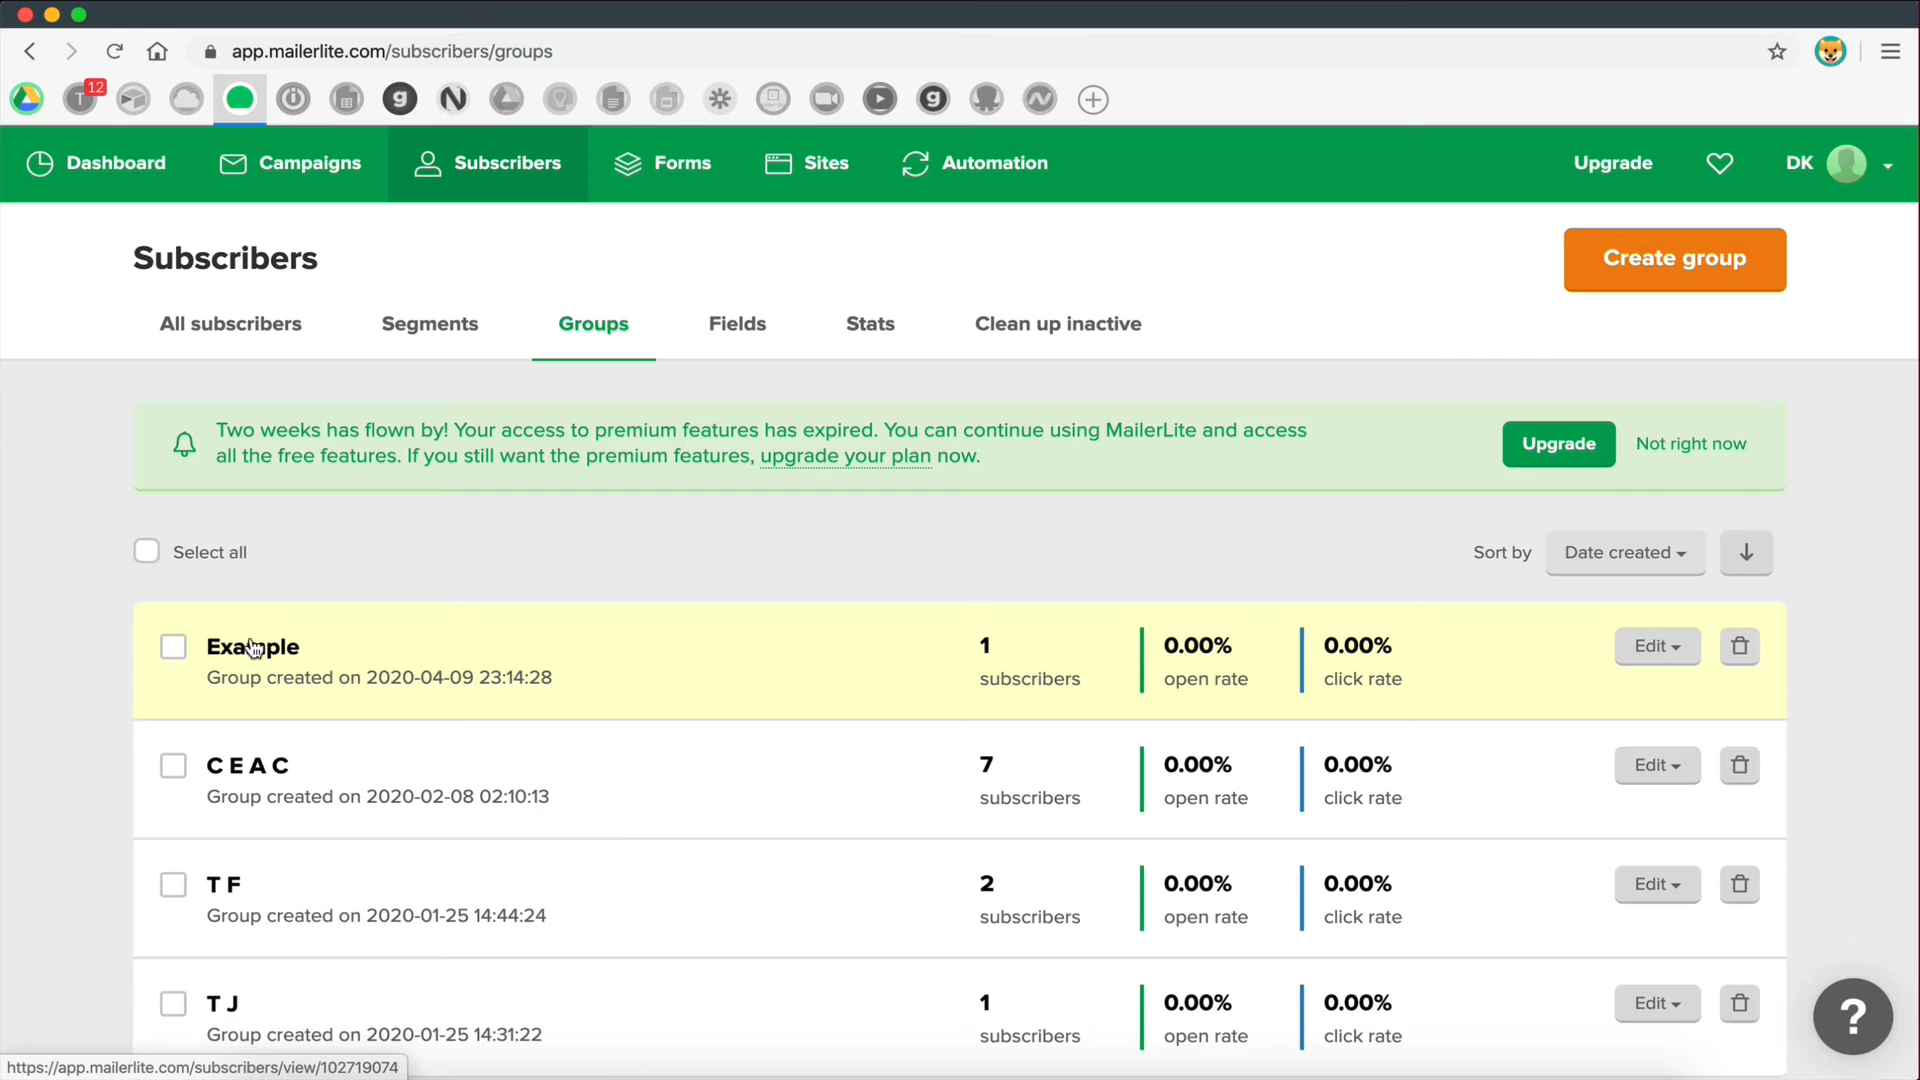 app.mailerlite.com/subscribers/groups
T
12
g
N
g
Dashboard
Campaigns
Subscribers
Forms
Sites
Automation
Upgrade
DK
Subscribers
Create group
All subscribers
Segments
Groups
Fields
Stats
Clean up inactive
Two weeks has flown by! Your access to premium features has expired. You can continue using MailerLite and access
all the free features. If you still want the premium features, upgrade your plan now.
Upgrade
Not right now
Select all
Sort by
Date created
Example
Group created on 2020-04-09 23:14:28
1
subscribers
0.00%
open rate
0.00%
click rate
Edit
C E A C
Group created on 2020-02-08 02:10:13
7
subscribers
0.00%
open rate
0.00%
click rate
Edit
T F
Group created on 2020-01-25 14:44:24
2
subscribers
0.00%
open rate
0.00%
click rate
Edit
T J
Group created on 2020-01-25 14:31:22
1
subscribers
0.00%
open rate
0.00%
click rate
Edit
?
https://app.mailerlite.com/subscribers/view/102719074